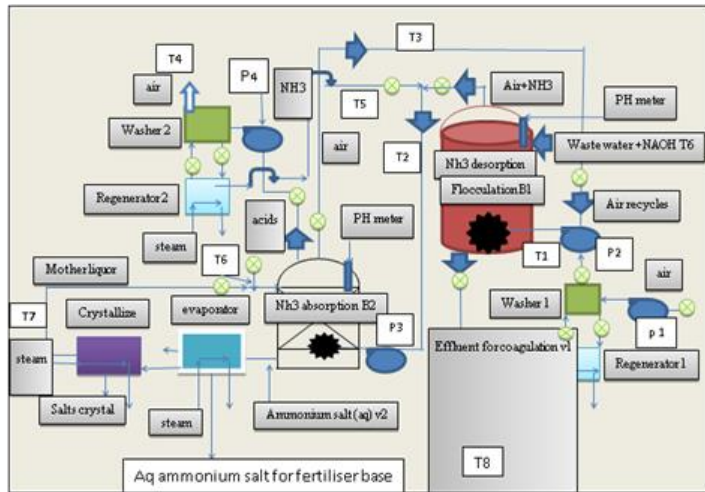 T3
T4
P4
NH3
air
T5
Air+NH3
PH meter
Washer 2
air
T2
Waste water +NAOH T6
Nh3 desorption
Regenerator 2
Flocculation B1
Air recycles
acids
PH meter
steam
T1
P2
T6
air
Mother liquor
Washer 1
Nh3 absorption B2
T7
Crystallize
evaporator
P3
p 1
steam
Effluent for coagulation v1
Regenerator 1
Salts crystal
steam
Ammonium salt (aq) v2
T8
Aq ammonium salt for fertiliser base